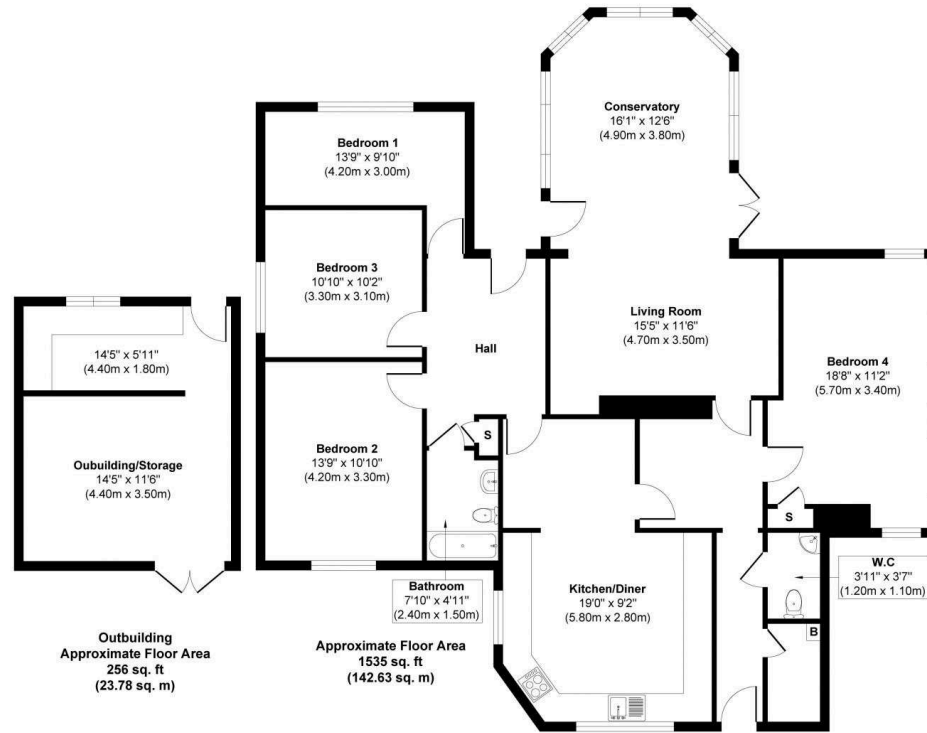 Conservatory
16'1" x 12'6"
(4.90m x 3.80m)
Bedroom 1
13'9" x 9'10"
(4.20m x 3.00m)
Bedroom 3
10'10" x 10'2"
(3.30m x 3.10m)
Living Room
15'5" x 11'6"
(4.70m x 3.50m)
Hall
Bedroom 4
18'8" x 11'2"
(5.70m x 3.40m)
14'5" x 5'11"
(4.40m x 1.80m)
Bedroom 2
13'9" x 10'10"
(4.20m x 3.30m)
S
Oubuilding/Storage
14'5" x 11'6"
(4.40m x 3.50m)
S
W.C
3'11" x 3'7"
(1.20m x 1.10m)
Bathroom
7'10" x 4'11"
(2.40m x 1.50m)
Kitchen/Diner
19'0" x 9'2"
(5.80m x 2.80m)
B
Outbuilding
Approximate Floor Area
256 sq. ft
(23.78 sq. m)
Approximate Floor Area
1535 sq. ft
(142.63 sq. m)